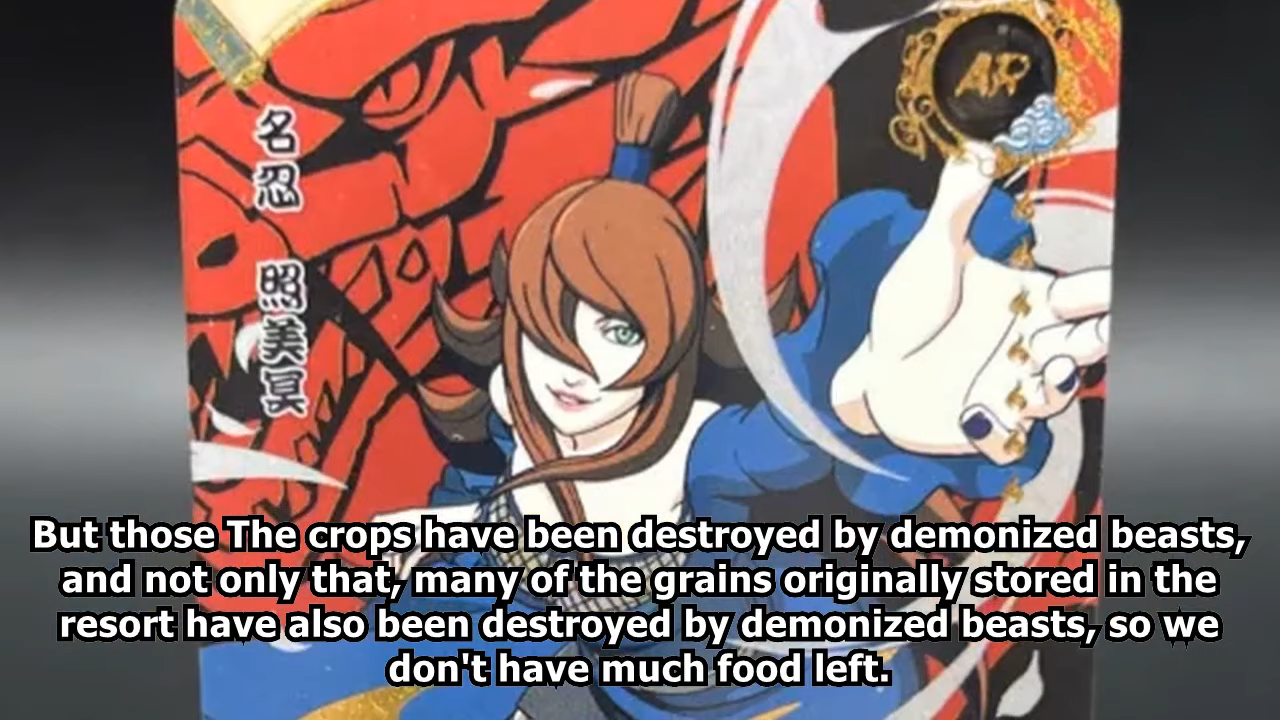 AR
名忍 照美冥
But those The crops have been destroyed by demonized beasts,
and not only that, many of the grains originally stored in the
resort have also been destroyed by demonized beasts, so we
don't have much food left.